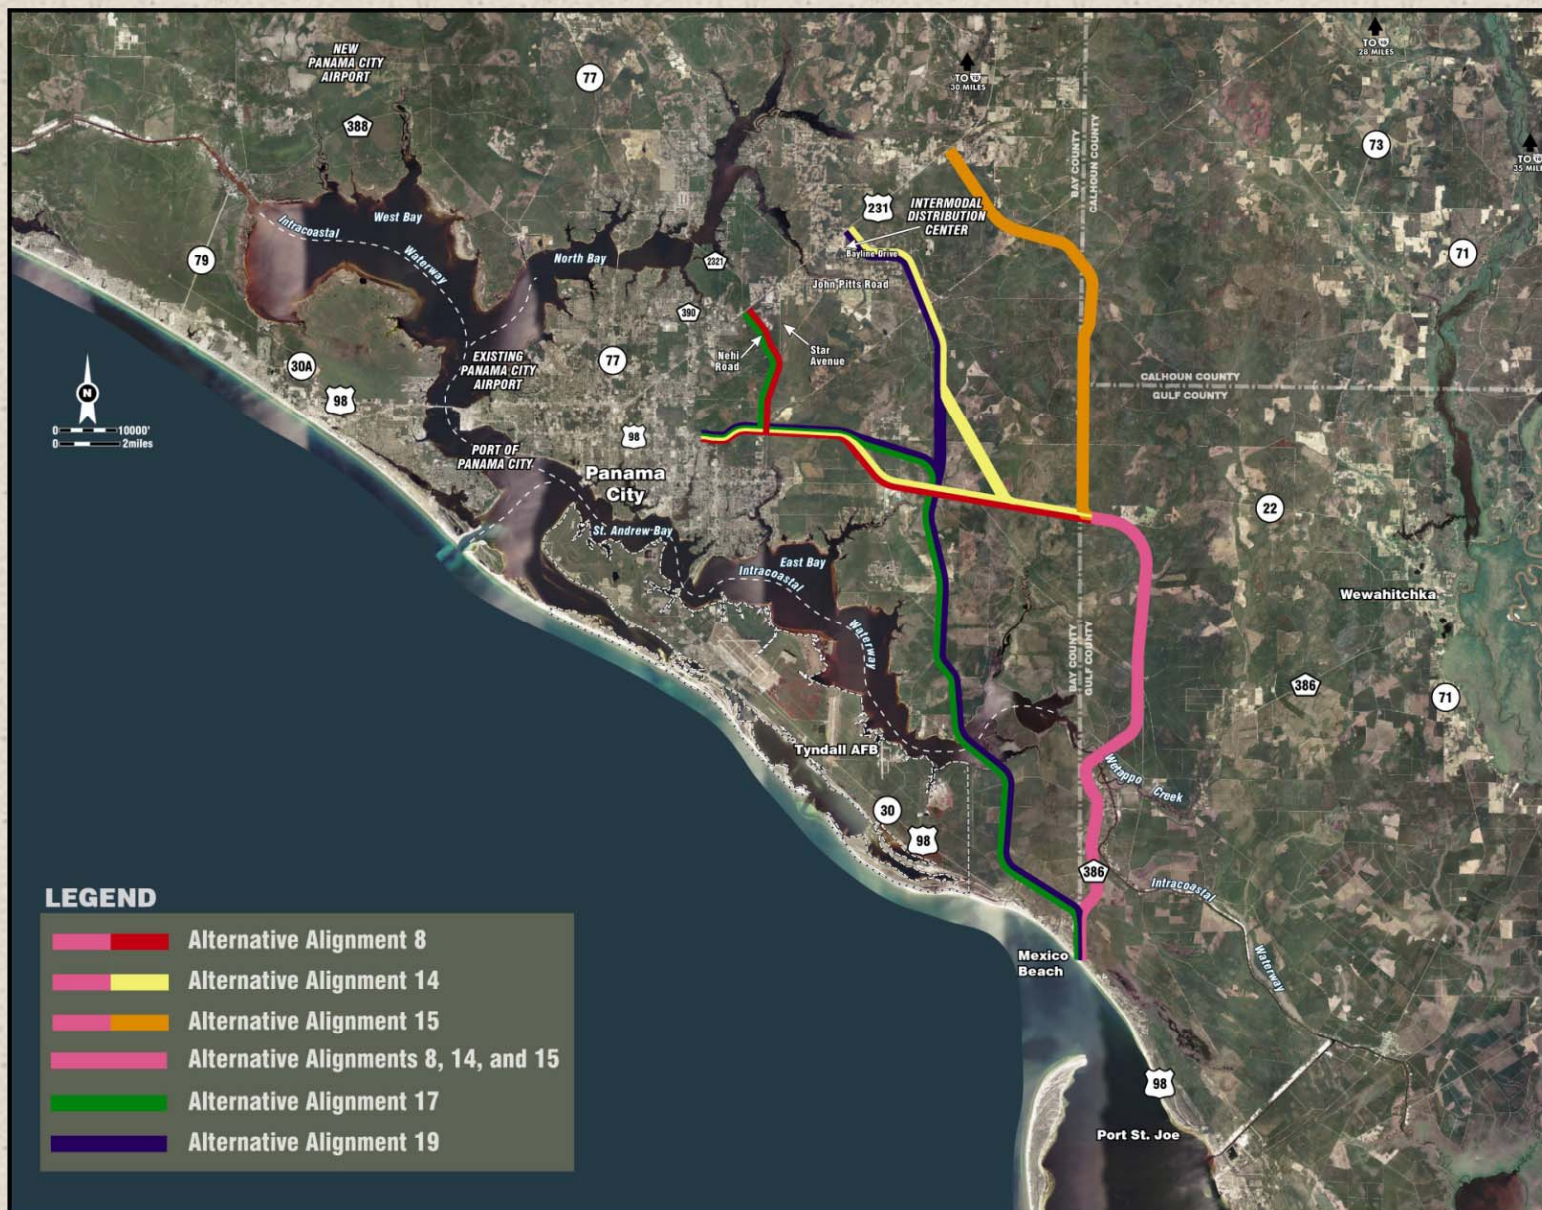 NEW
PANAMA CITY
AIRPORT
77
388
TO 10
30 MILES
TO 10
28 MILES
TO 10
73
BAY COUNTY
CALHOUN COUNTY
231
INTERMODAL
DISTRIBUTION
CENTER
West Bay
Intracoastal
Waterway
North Bay
79
2321
Bayline Drive
71
John Pitts Road
390
Nehi
Road
Star
Avenue
EXISTING
PANAMA CITY
AIRPORT
77
30A
98
N
0 10000'
0 2miles
CALHOUN COUNTY
GULF COUNTY
98
PORT OF
PANAMA CITY
Panama
City
22
St. Andrew Bay
East Bay
Intracoastal
Waterway
Wewahitchka
BAY COUNTY
GULF COUNTY
386
71
Tyndall AFB
Wetappo
Creek
30
98
386
Intracoastal
Waterway
Mexico
Beach
98
Port St. Joe
LEGEND
Alternative Alignment 8
Alternative Alignment 14
Alternative Alignment 15
Alternative Alignments 8, 14, and 15
Alternative Alignment 17
Alternative Alignment 19